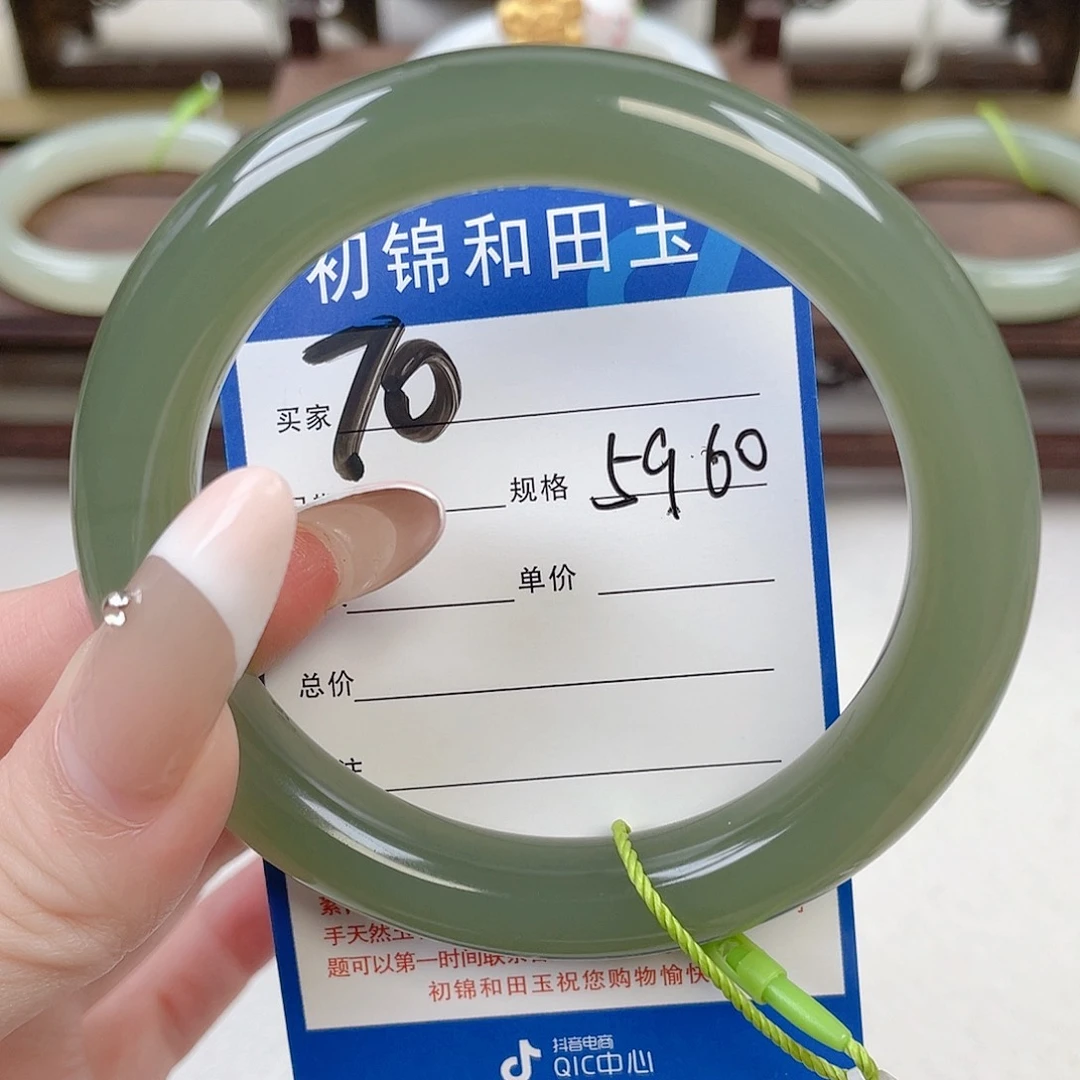 初锦和田玉
买家 70
规格 59.60
单价
总价
注
手天然玉
题可以第一时间联系
初锦和田玉祝您购物愉快
抖音电商
QIC中心